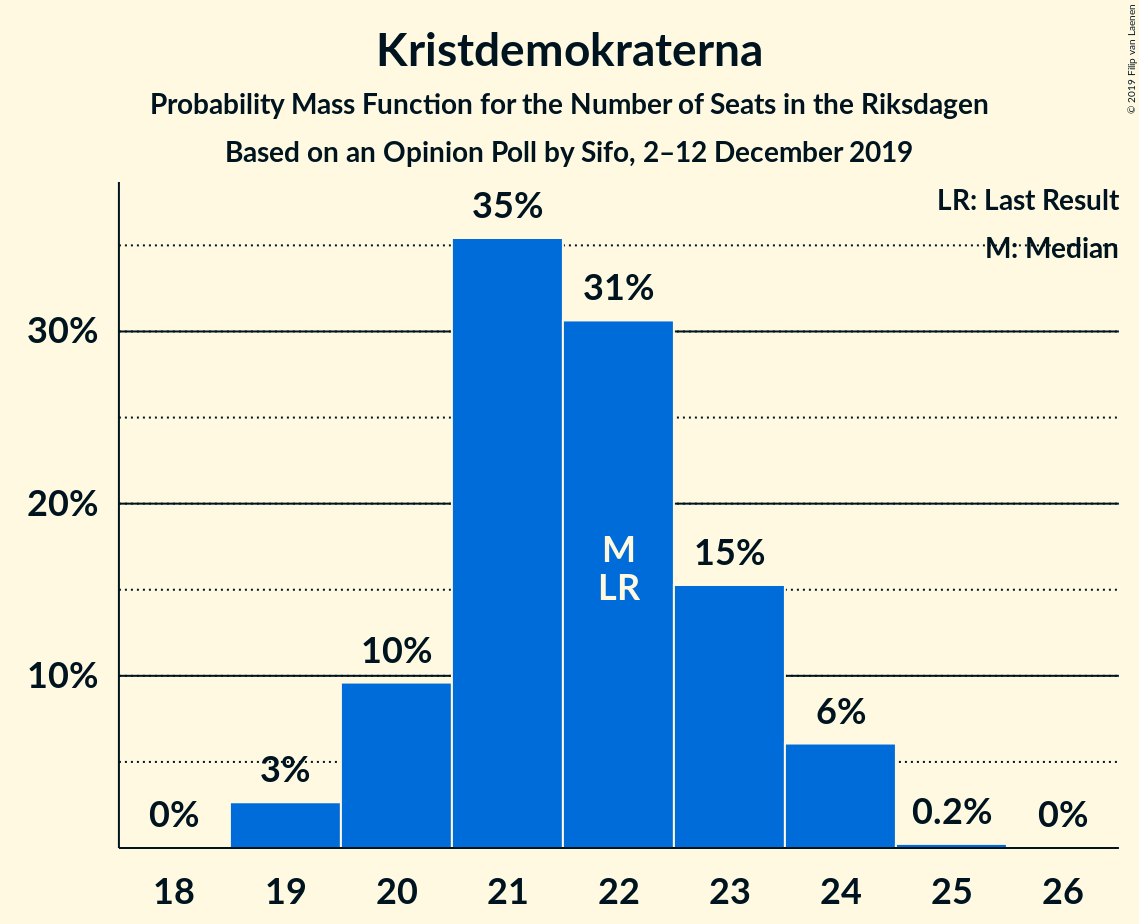 Kristdemokraterna
Probability Mass Function for the Number of Seats in the Riksdagen
Based on an Opinion Poll by Sifo, 2–12 December 2019
© 2019 Filip van Laenen
LR: Last Result
M: Median
35%
31%
30%
20%
M
LR
15%
10%
10%
6%
3%
0%
0.2%
0%
18 19 20 21 22 23 24 25 26